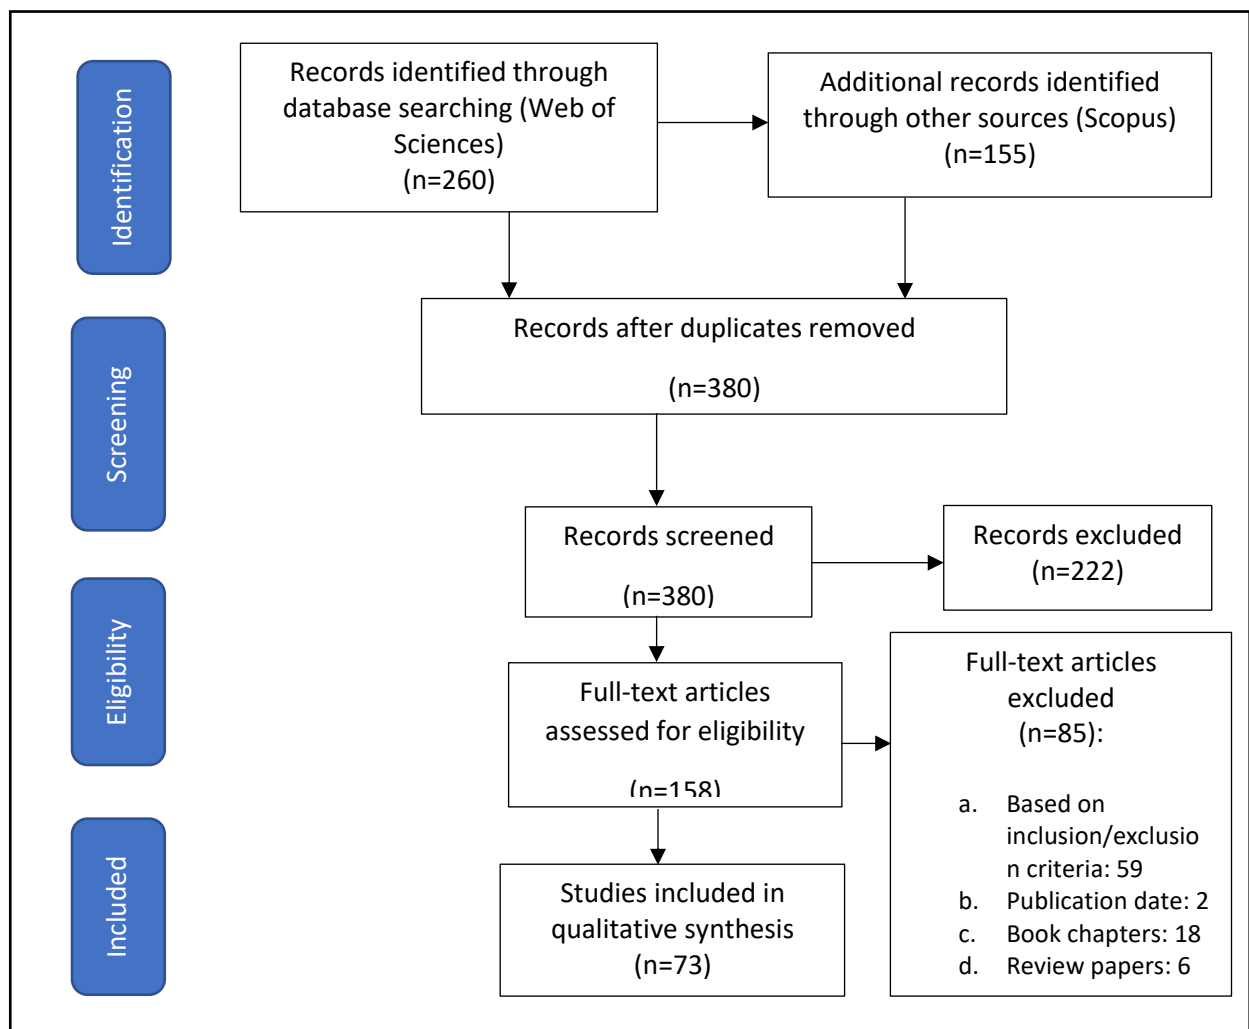 Identification
Records identified through
database searching (Web of
Sciences)
(n=260)
Additional records identified
through other sources (Scopus)
(n=155)
Screening
Records after duplicates removed
(n=380)
Records screened
(n=380)
Records excluded
(n=222)
Eligibility
Full-text articles
assessed for eligibility
(n=158)
Full-text articles
excluded
(n=85):
a. Based on
inclusion/exclusio
n criteria: 59
b. Publication date: 2
c. Book chapters: 18
d. Review papers: 6
Included
Studies included in
qualitative synthesis
(n=73)